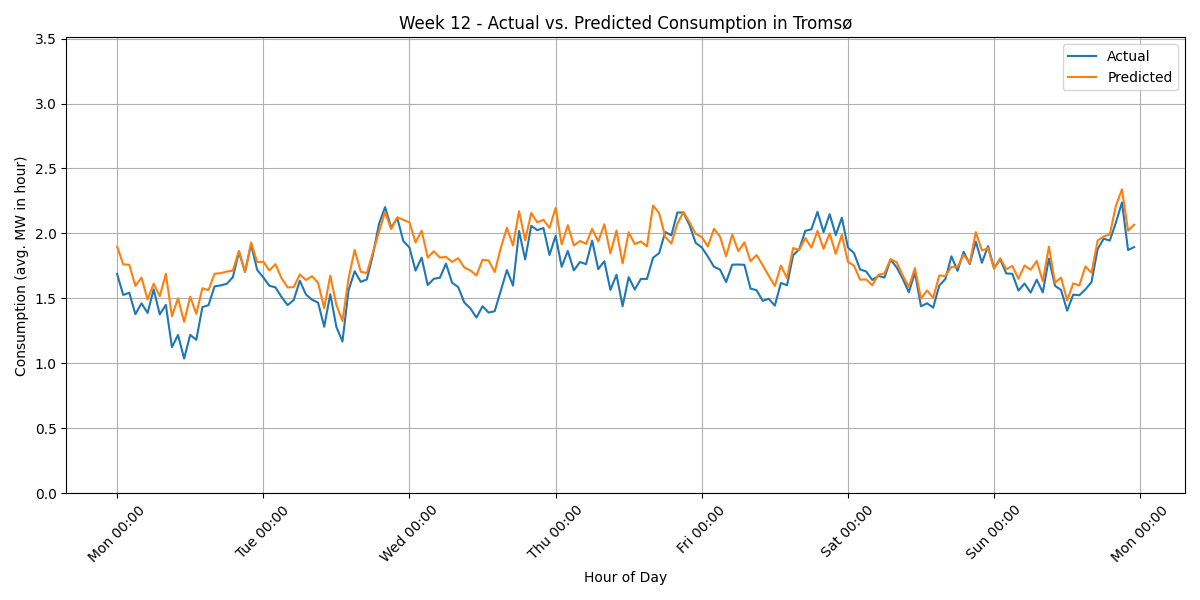 Week 12 - Actual vs. Predicted Consumption in Tromsø
Actual
Predicted
Consumption (avg. MW in hour)
3.5
3.0
2.5
2.0
1.5
1.0
0.5
0.0
Mon 00:00
Tue 00:00
Wed 00:00
Thu 00:00
Fri 00:00
Sat 00:00
Sun 00:00
Mon 00:00
Hour of Day